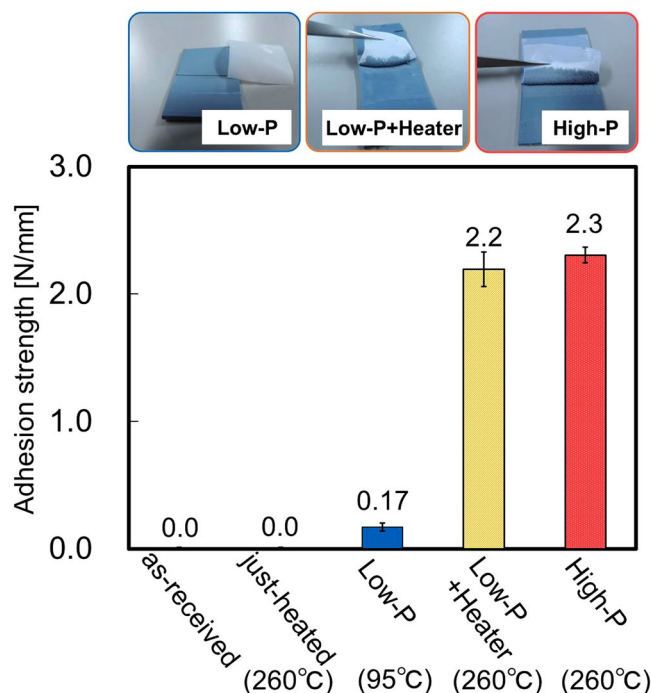 Low-P
Low-P+Heater
High-P
Adhesion strength [N/mm]
3.0
2.0
1.0
0.0
0.0
0.0
0.17
2.2
2.3
as-received
just-heated
(260℃)
Low-P
(95℃)
Low-P
+Heater
(260℃)
High-P
(260℃)